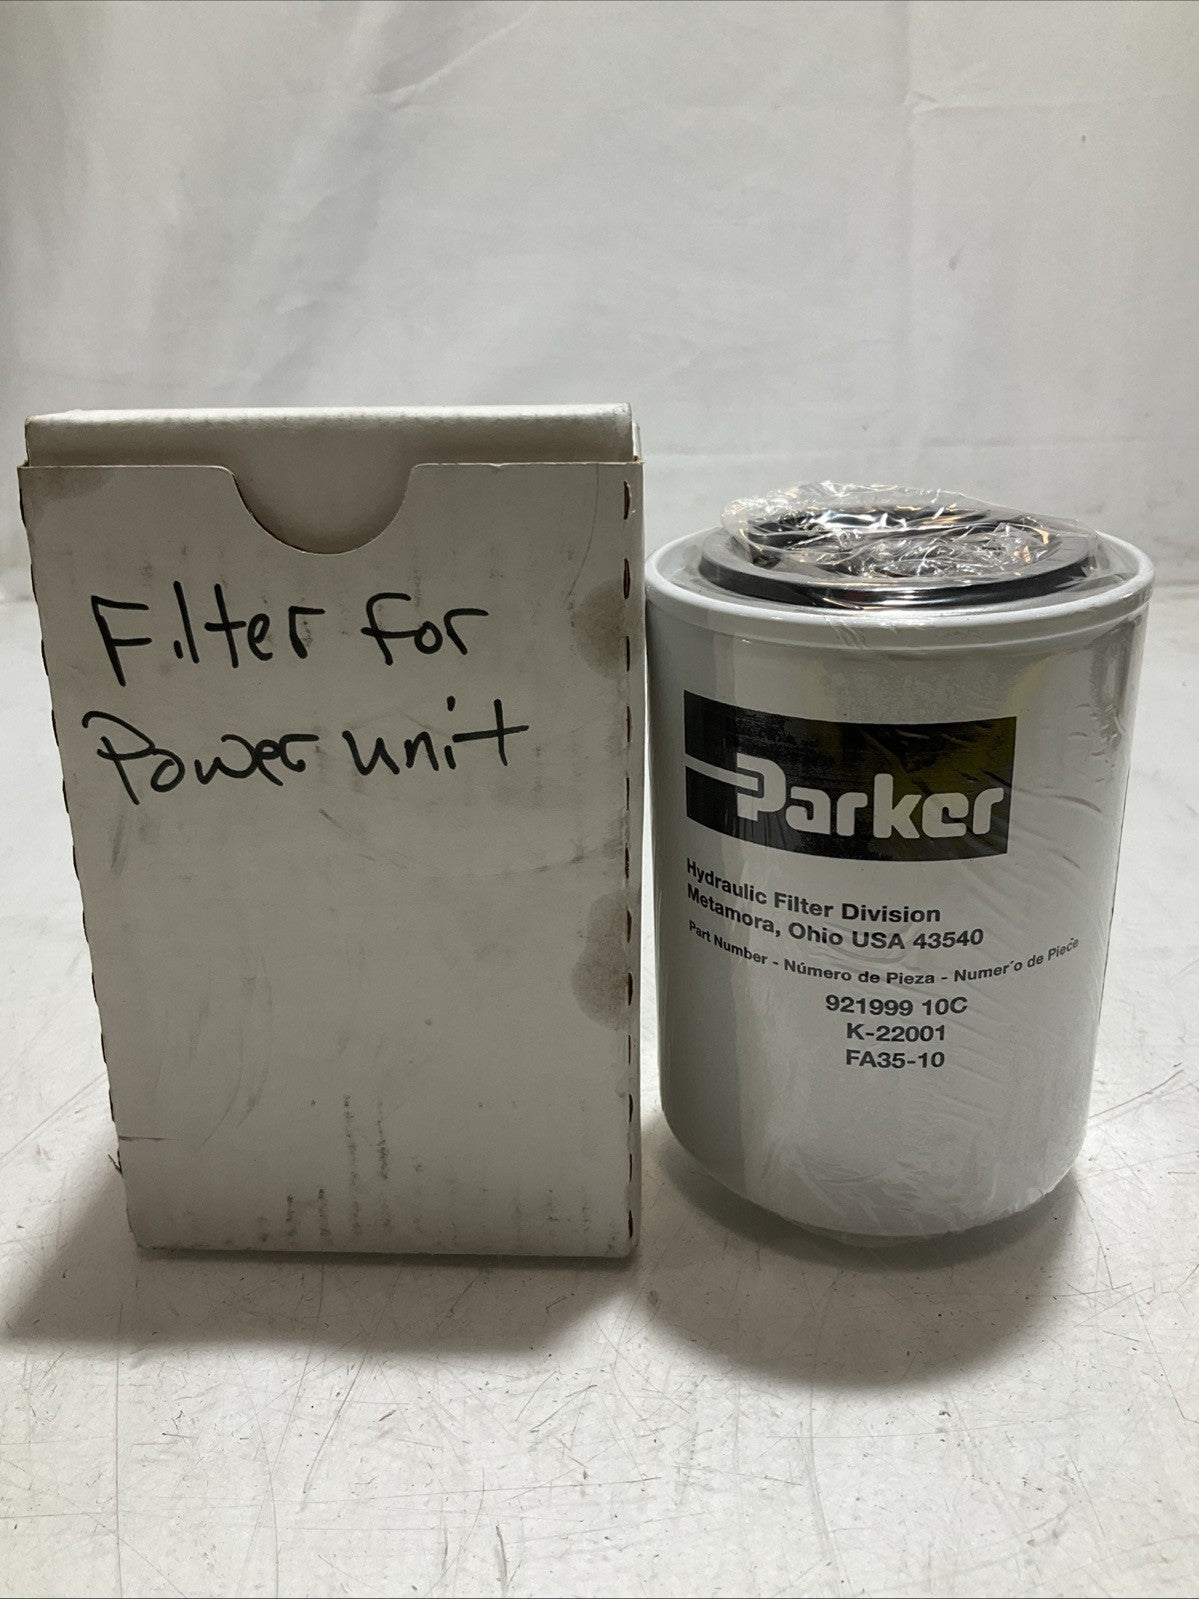 Filter for
Power unit
Parker
Hydraulic Filter Division
Metamora, Ohio USA 43540
Part Number - Número de Pieza - Numer´o de Piece
921999 10C
K-22001
FA35-10